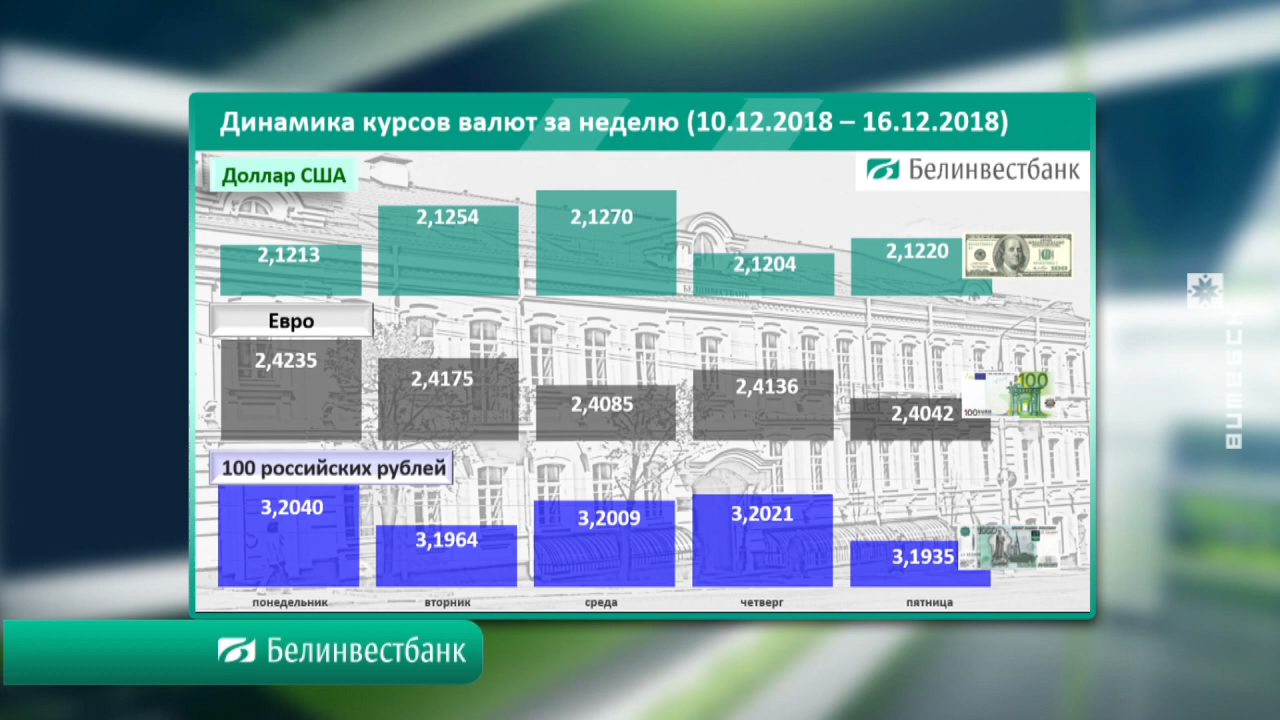 Динамика курсов валют за неделю (10.12.2018 – 16.12.2018)
Доллар США
Белинвестбанк
2,1213
2,1254
2,1270
2,1204
2,1220
Евро
2,4235
2,4175
2,4085
2,4136
2,4042
100
100 российских рублей
3,2040
3,1964
3,2009
3,2021
3,1935
понедельник вторник среда четверг пятница
Белинвестбанк